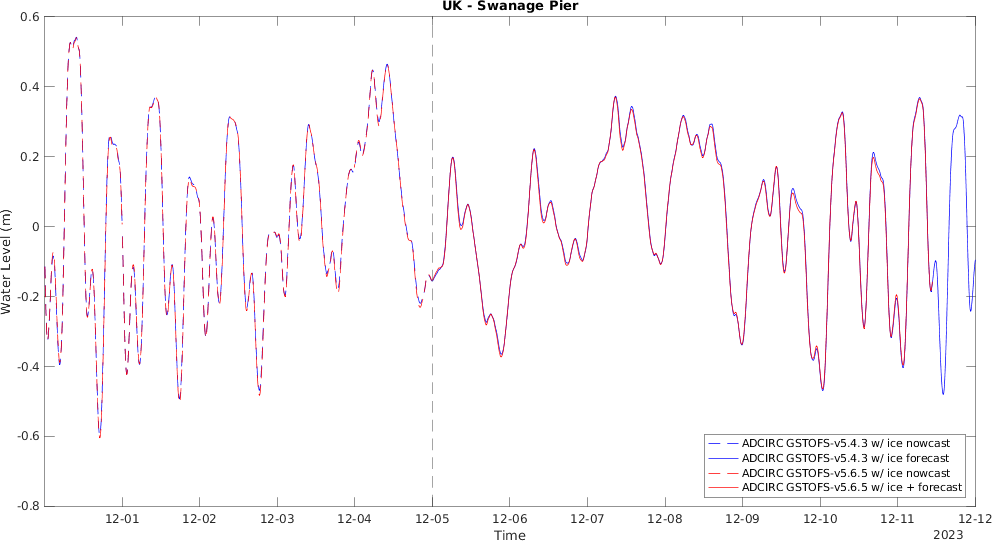 UK - Swanage Pier
0.6
0.4
0.2
0
-0.2
-0.4
-0.6
-0.8
Water Level (m)
12-01 12-02 12-03 12-04 12-05 12-06 12-07 12-08 12-09 12-10 12-11 12-12
Time
2023
ADCIRC GSTOFS-v5.4.3 w/ ice nowcast
ADCIRC GSTOFS-v5.4.3 w/ ice forecast
ADCIRC GSTOFS-v5.6.5 w/ ice nowcast
ADCIRC GSTOFS-v5.6.5 w/ ice + forecast